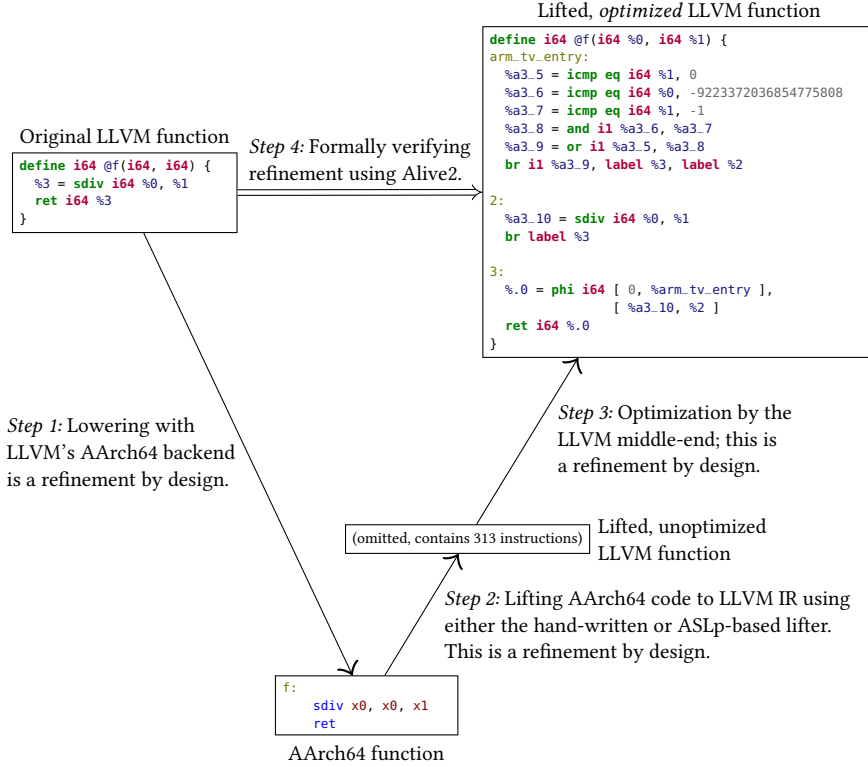 Lifted, optimized LLVM function
define i64 @f(i64 %0, i64 %1) {
arm_tv_entry:
%a3_5 = icmp eq i64 %1, 0
%a3_6 = icmp eq i64 %0, -9223372036854775808
%a3_7 = icmp eq i64 %1, -1
%a3_8 = and i1 %a3_6, %a3_7
%a3_9 = or i1 %a3_5, %a3_8
br i1 %a3_9, label %3, label %2
2:
%a3_10 = sdiv i64 %0, %1
br label %3
3:
%.0 = phi i64 [ 0, %arm_tv_entry ],
[ %a3_10, %2 ]
ret i64 %.0
}
Original LLVM function
define i64 @f(i64, i64) {
%3 = sdiv i64 %0, %1
ret i64 %3
}
Step 4: Formally verifying
refinement using Alive2.
Step 1: Lowering with
LLVM's AArch64 backend
is a refinement by design.
Step 3: Optimization by the
LLVM middle-end; this is
a refinement by design.
(omitted, contains 313 instructions)
Lifted, unoptimized
LLVM function
Step 2: Lifting AArch64 code to LLVM IR using
either the hand-written or ASLp-based lifter.
This is a refinement by design.
f:
sdiv x0, x0, x1
ret
AArch64 function